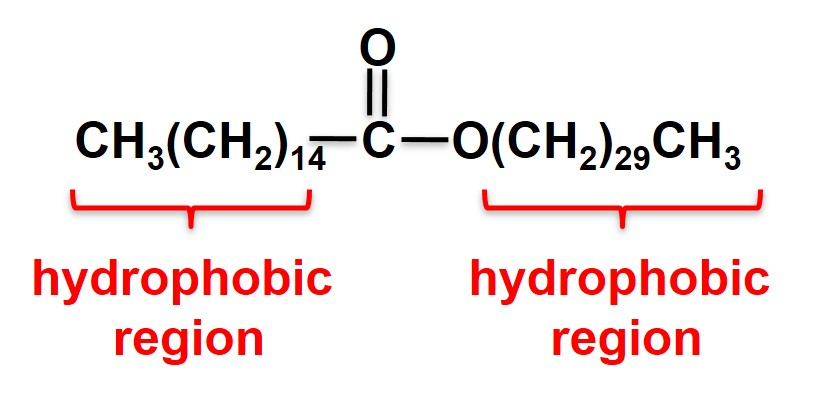 O
CH₃(CH₂)₁₄—C—O(CH₂)₂₉CH₃
hydrophobic hydrophobic
region region